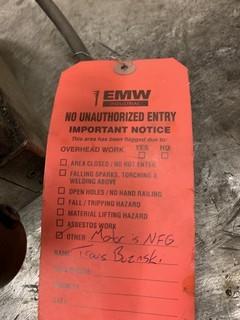 EMW
INDUSTRIAL
NO UNAUTHORIZED ENTRY
IMPORTANT NOTICE
This area has been flagged due to:
OVERHEAD WORK YES NO
AREA CLOSED / DO NOT ENTER
FALLING SPARKS, TORCHING &
WELDING ABOVE
OPEN HOLES / NO HAND RAILING
FALL / TRIPPING HAZARD
MATERIAL LIFTING HAZARD
ASBESTOS WORK
OTHER Motor is NFG
NAME Travis